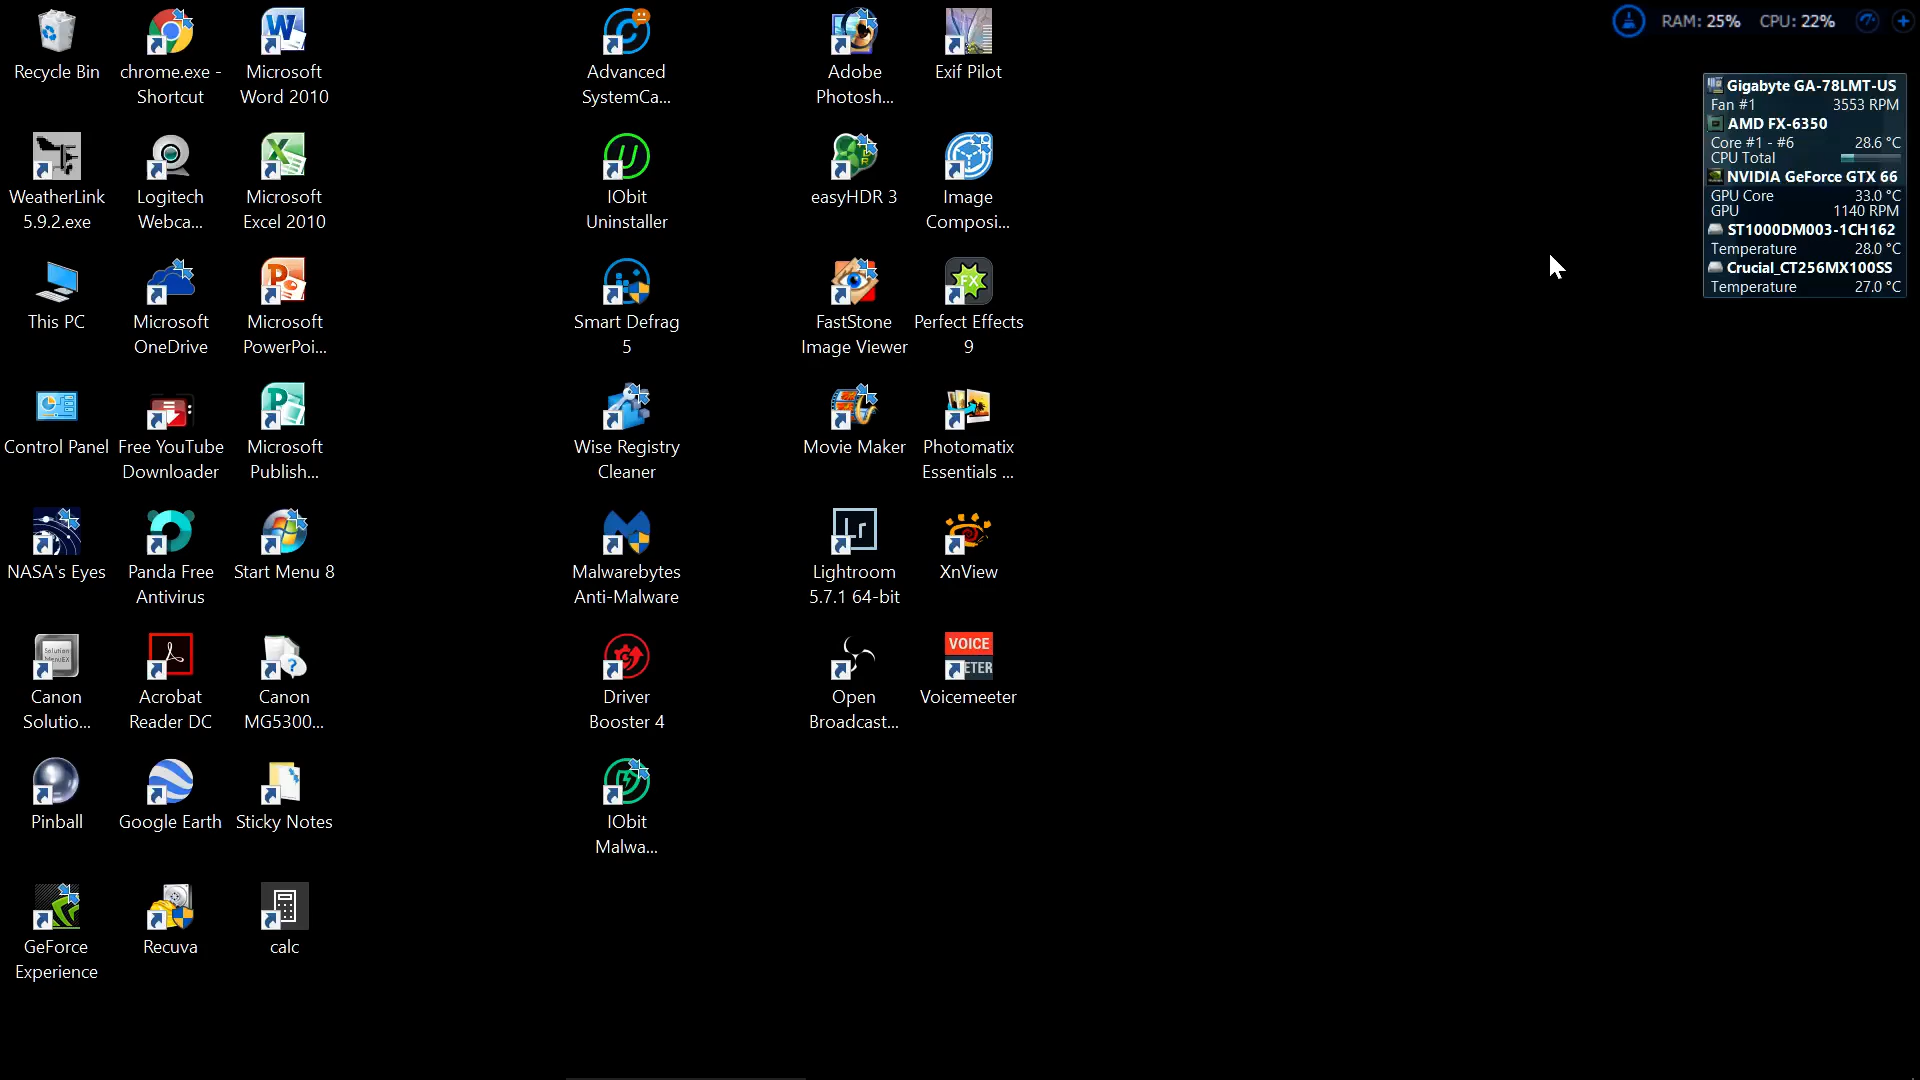 Recycle Bin
chrome.exe -
Shortcut
Microsoft
Word 2010
Advanced
SystemCa...
Adobe
Photosh...
Exif Pilot
WeatherLink
5.9.2.exe
Logitech
Webca...
Microsoft
Excel 2010
IObit
Uninstaller
easyHDR 3
Image
Composi...
This PC
Microsoft
OneDrive
Microsoft
PowerPoi...
Smart Defrag
5
FastStone
Image Viewer
FX
Perfect Effects
9
Control Panel
Free YouTube
Downloader
Microsoft
Publish...
Wise Registry
Cleaner
Movie Maker
Photomatix
Essentials ...
NASA's Eyes
Panda Free
Antivirus
Start Menu 8
Malwarebytes
Anti-Malware
Lr
Lightroom
5.7.1 64-bit
XnView
Solution
MenuEX
Canon
Solutio...
Acrobat
Reader DC
Canon
MG5300...
Driver
Booster 4
Open
Broadcast...
VOICE
ETER
Voicemeeter
Pinball
Google Earth
Sticky Notes
IObit
Malwa...
GeForce
Experience
Recuva
calc
RAM: 25% CPU: 22%
Gigabyte GA-78LMT-US
Fan #1 3553 RPM
AMD FX-6350
Core #1 - #6 28.6 °C
CPU Total
NVIDIA GeForce GTX 66
GPU Core 33.0 °C
GPU 1140 RPM
ST1000DM003-1CH162
Temperature 28.0 °C
Crucial_CT256MX100SS
Temperature 27.0 °C